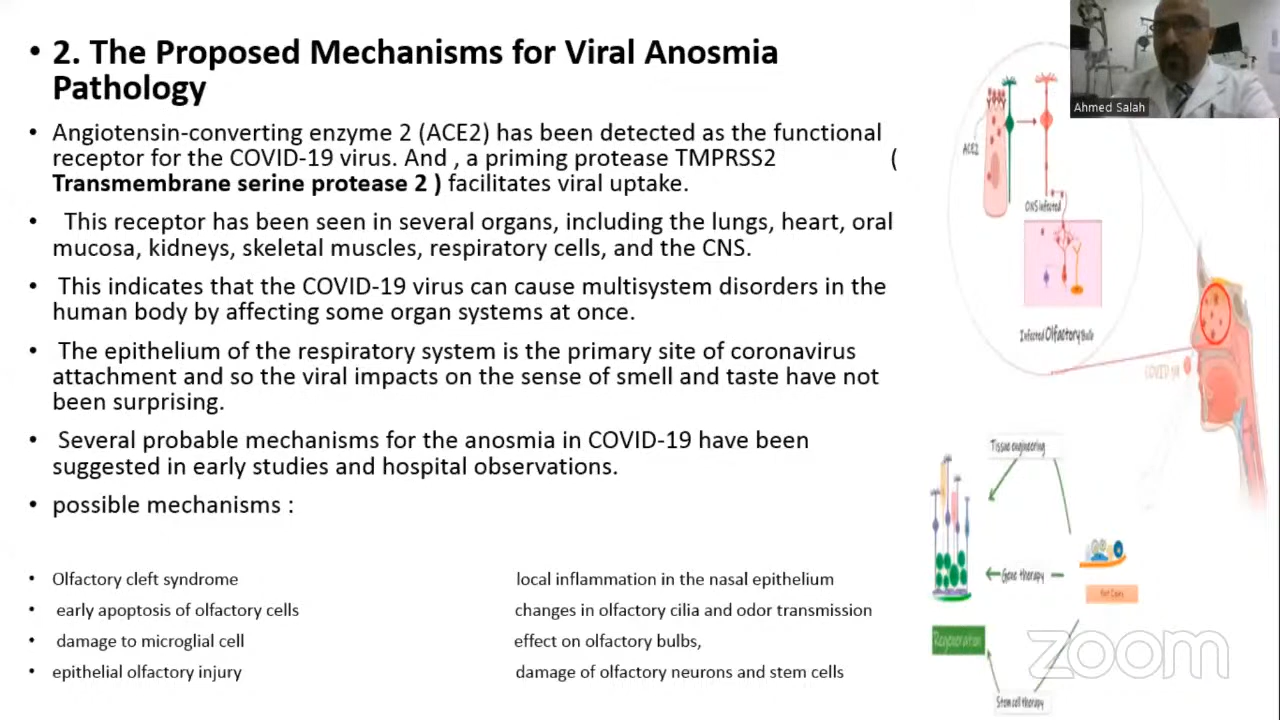 • 2. The Proposed Mechanisms for Viral Anosmia
Pathology
• Angiotensin-converting enzyme 2 (ACE2) has been detected as the functional
receptor for the COVID-19 virus. And , a priming protease TMPRSS2 (
Transmembrane serine protease 2 ) facilitates viral uptake.
• This receptor has been seen in several organs, including the lungs, heart, oral
mucosa, kidneys, skeletal muscles, respiratory cells, and the CNS.
• This indicates that the COVID-19 virus can cause multisystem disorders in the
human body by affecting some organ systems at once.
• The epithelium of the respiratory system is the primary site of coronavirus
attachment and so the viral impacts on the sense of smell and taste have not
been surprising.
• Several probable mechanisms for the anosmia in COVID-19 have been
suggested in early studies and hospital observations.
• possible mechanisms :
• Olfactory cleft syndrome local inflammation in the nasal epithelium
• early apoptosis of olfactory cells changes in olfactory cilia and odor transmission
• damage to microglial cell effect on olfactory bulbs,
• epithelial olfactory injury damage of olfactory neurons and stem cells
Ahmed Salah
ACE2
CNS infected
Infected Olfactory Bulb
COVID 19
Tissue engineering
Gene therapy
Regeneration
Stem cell therapy
zoom